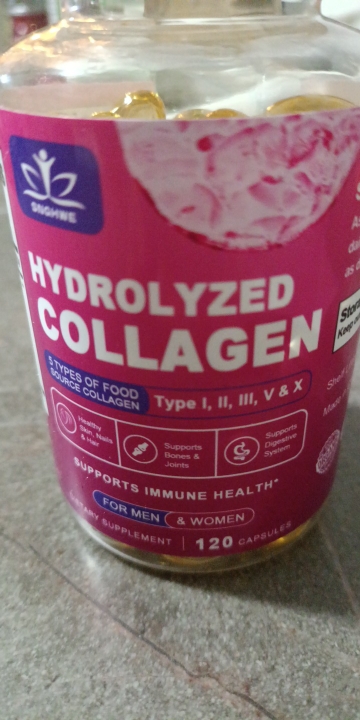 SNGHWE
HYDROLYZED
COLLAGEN
5 TYPES OF FOOD
SOURCE COLLAGEN
Type I, II, III, V & X
Healthy
Skin, Nails
& Hair
Supports
Bones &
Joints
Supports
Digestive
System
SUPPORTS IMMUNE HEALTH*
FOR MEN & WOMEN
DIETARY SUPPLEMENT 120 CAPSULES